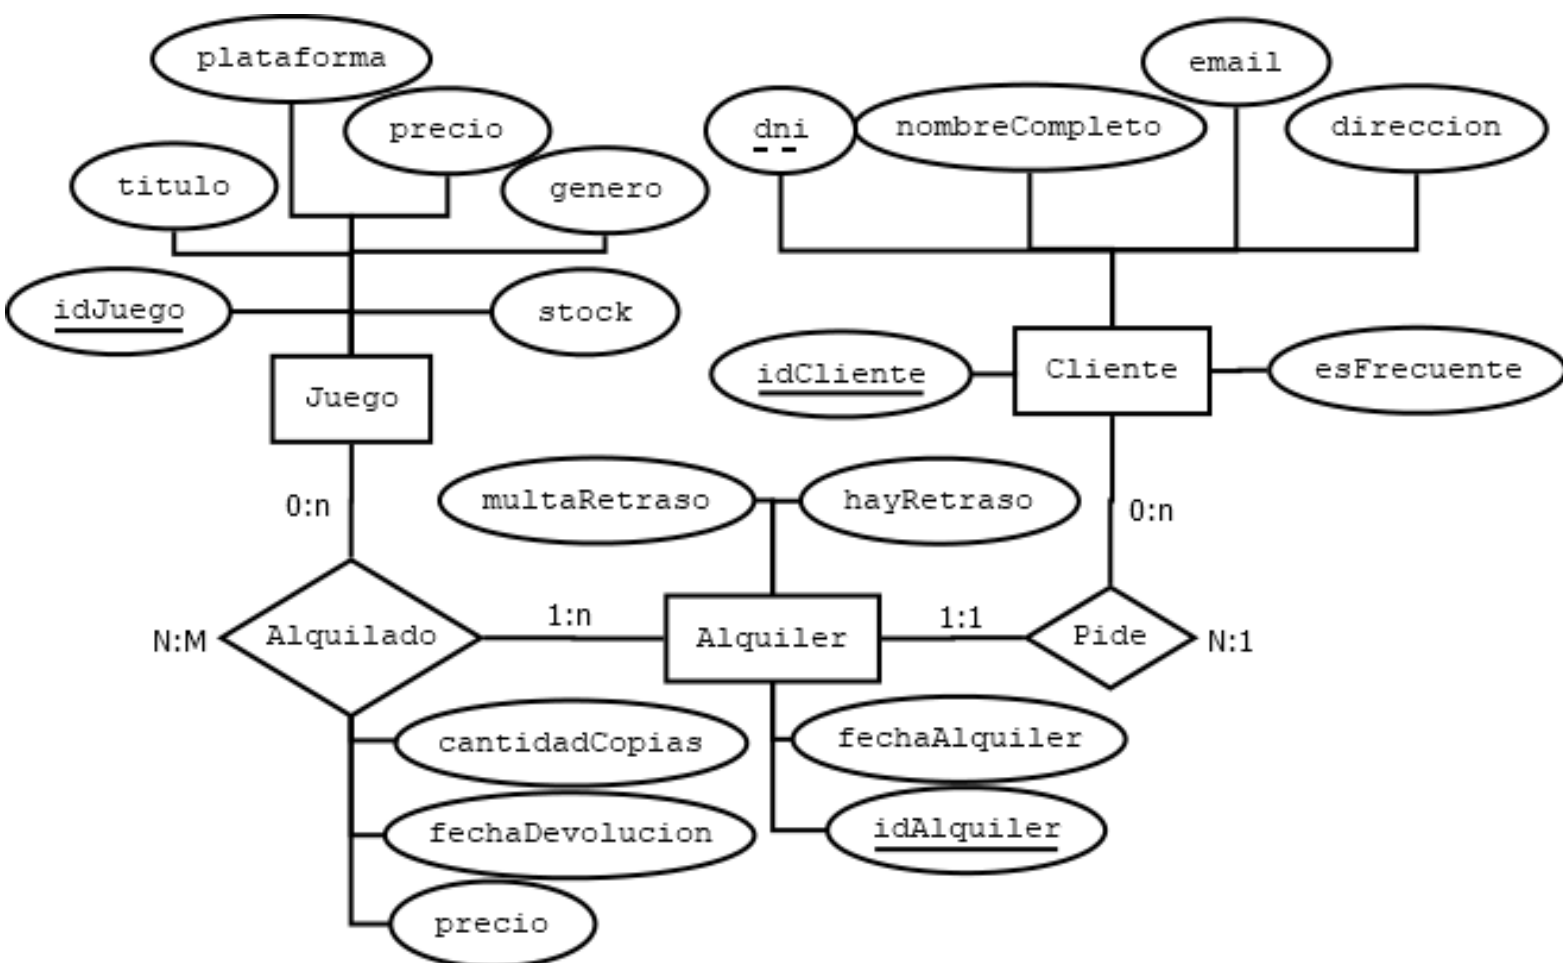 plataforma
email
precio
dni
nombreCompleto
direccion
titulo
genero
idJuego
stock
idCliente
Cliente
esFrecuente
Juego
multaRetraso
hayRetraso
0:n
0:n
N:M
Alquilado
1:n
Alquiler
1:1
Pide
N:1
cantidadCopias
fechaAlquiler
fechaDevolucion
idAlquiler
precio